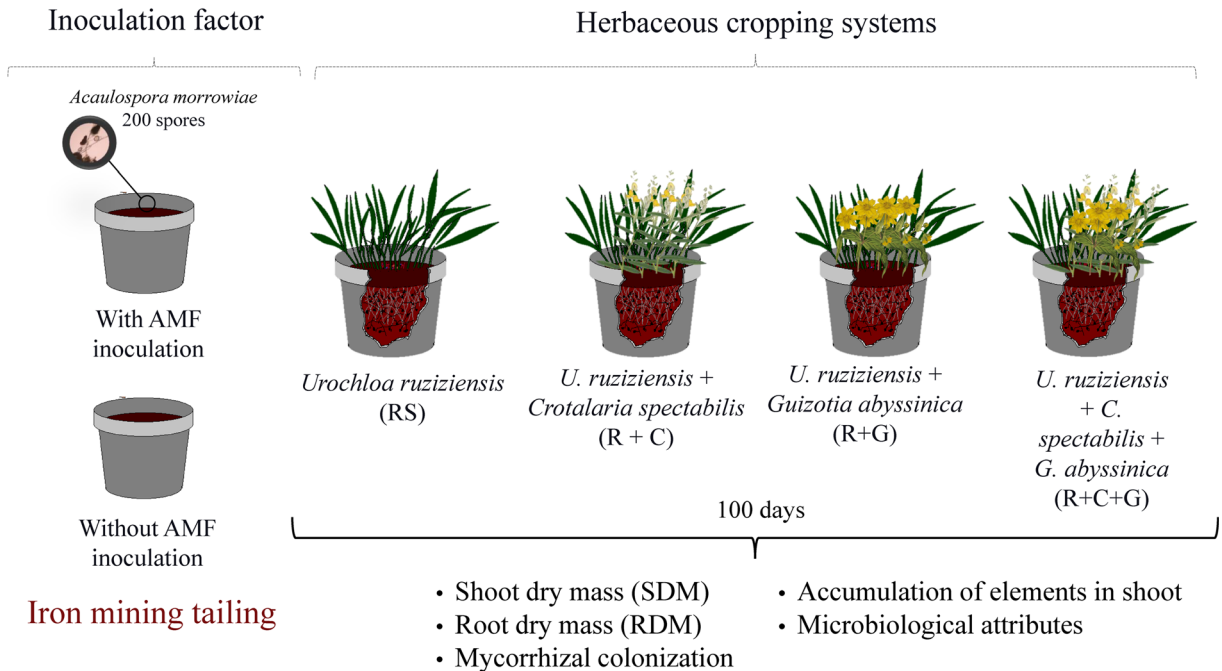 Inoculation factor
Herbaceous cropping systems
Acaulospora morrowiae
200 spores
With AMF
inoculation
Without AMF
inoculation
Iron mining tailing
Urochloa ruziziensis
(RS)
U. ruziziensis +
Crotalaria spectabilis
(R + C)
U. ruziziensis +
Guizotia abyssinica
(R+G)
U. ruziziensis
+ C.
spectabilis +
G. abyssinica
(R+C+G)
100 days
• Shoot dry mass (SDM)
• Root dry mass (RDM)
• Mycorrhizal colonization
• Accumulation of elements in shoot
• Microbiological attributes